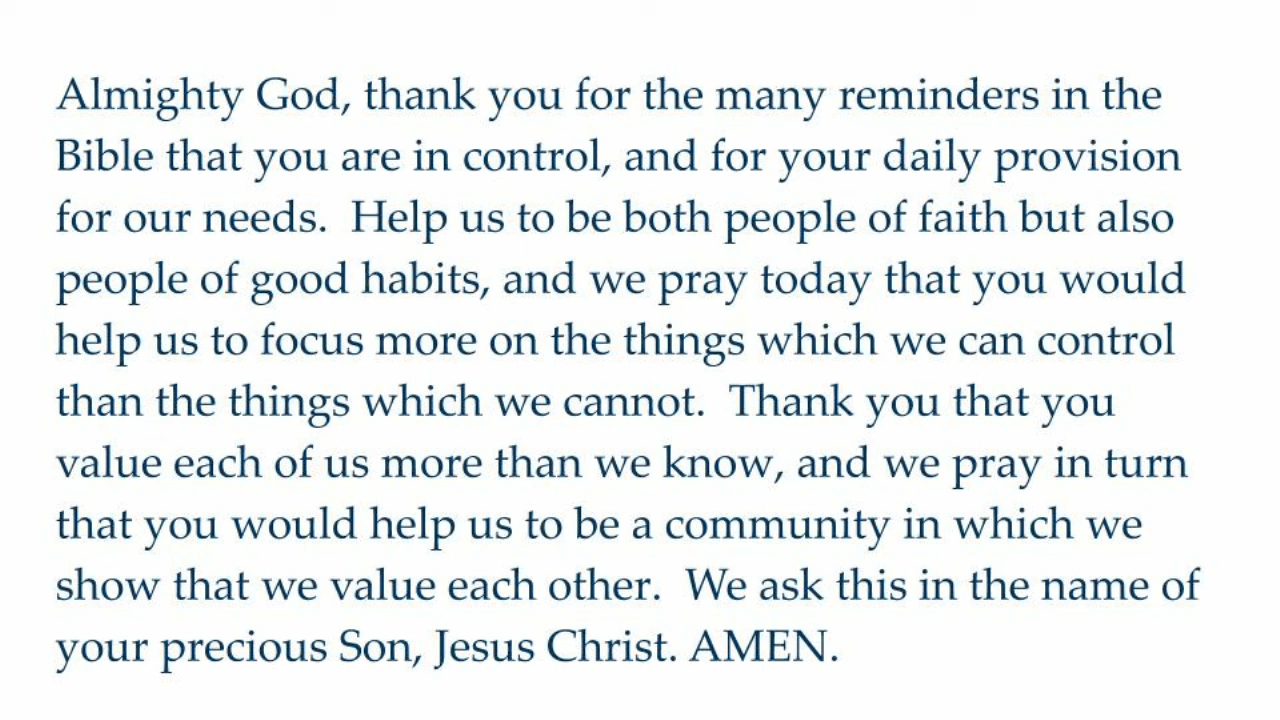 Almighty God, thank you for the many reminders in the
Bible that you are in control, and for your daily provision
for our needs.  Help us to be both people of faith but also
people of good habits, and we pray today that you would
help us to focus more on the things which we can control
than the things which we cannot.  Thank you that you
value each of us more than we know, and we pray in turn
that you would help us to be a community in which we
show that we value each other.  We ask this in the name of
your precious Son, Jesus Christ. AMEN.